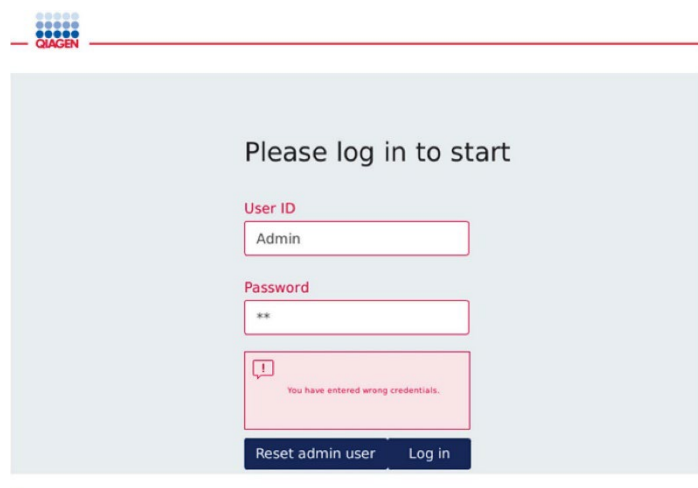 QIAGEN
Please log in to start
User ID
Admin
Password
**
!
You have entered wrong credentials.
Reset admin user
Log in